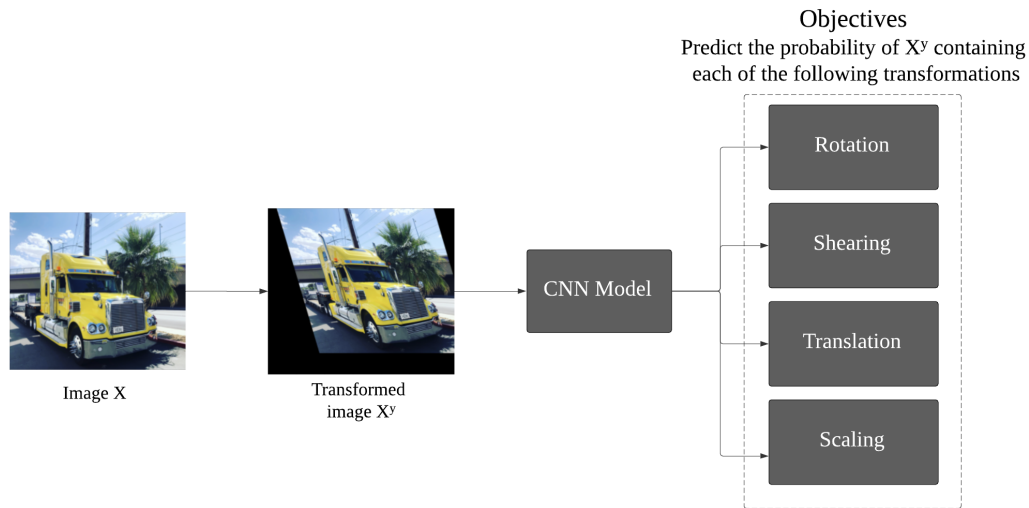 Objectives
Predict the probability of Xʸ containing
each of the following transformations
Rotation
Shearing
CNN Model
Translation
Scaling
Image X
Transformed
image Xʸ